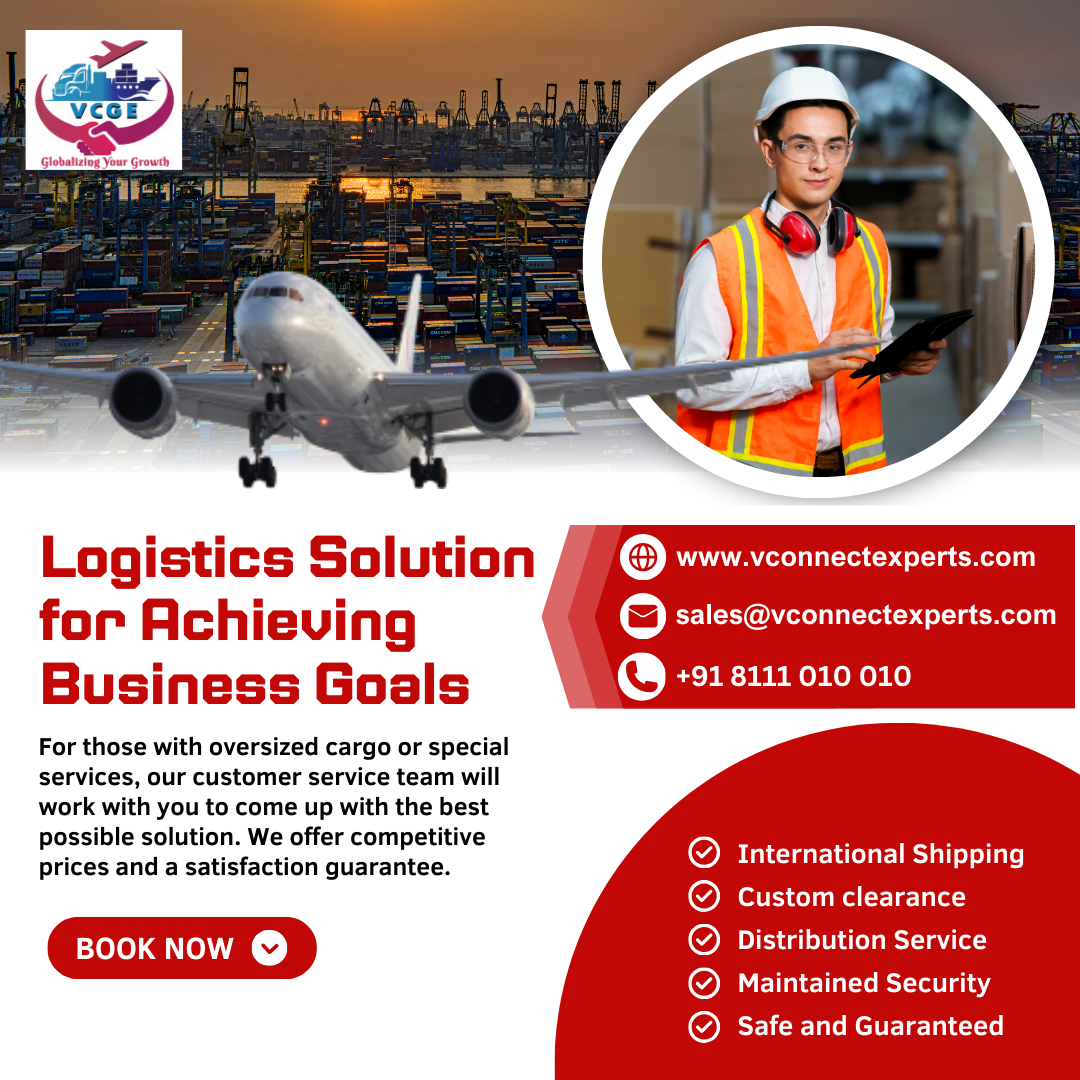 VCGE
Globalizing Your Growth
Logistics Solution
for Achieving
Business Goals
For those with oversized cargo or special
services, our customer service team will
work with you to come up with the best
possible solution. We offer competitive
prices and a satisfaction guarantee.
BOOK NOW
www.vconnectexperts.com
sales@vconnectexperts.com
+91 8111 010 010
International Shipping
Custom clearance
Distribution Service
Maintained Security
Safe and Guaranteed